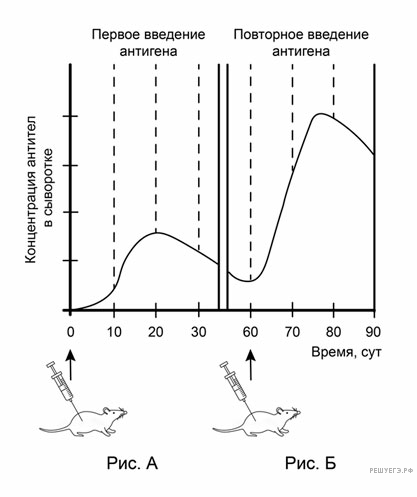 Первое введение
антигена
Повторное введение
антигена
Концентрация антител
в сыворотке
0 10 20 30 60 70 80 90
Время, сут
Рис. А
Рис. Б
РЕШУЕГЭ.РФ